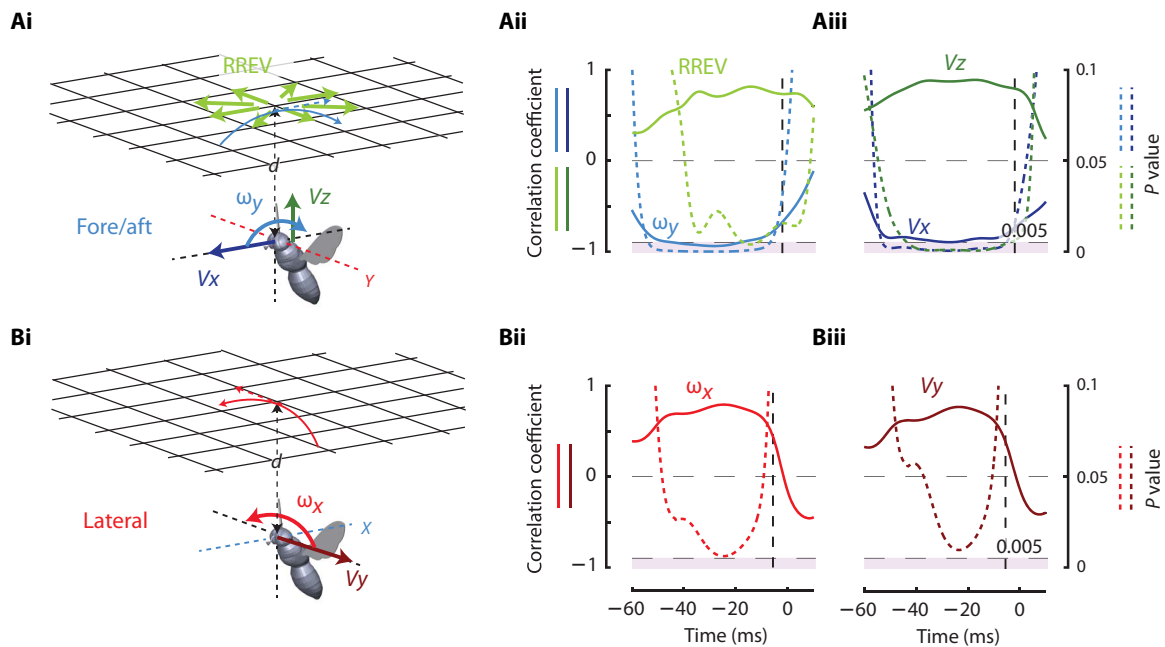 Ai
RREV
d
Fore/aft
ωy
Vz
Vx
Y
Aii
Correlation coefficient
1
0
−1
RREV
ωy
Aiii
Vz
Vx
0.005
0.1
0.05
0
P value
Bi
d
Lateral
ωx
X
Vy
Bii
Correlation coefficient
1
0
−1
ωx
−60 −40 −20 0
Time (ms)
Biii
Vy
0.005
0.1
0.05
0
P value
−60 −40 −20 0
Time (ms)